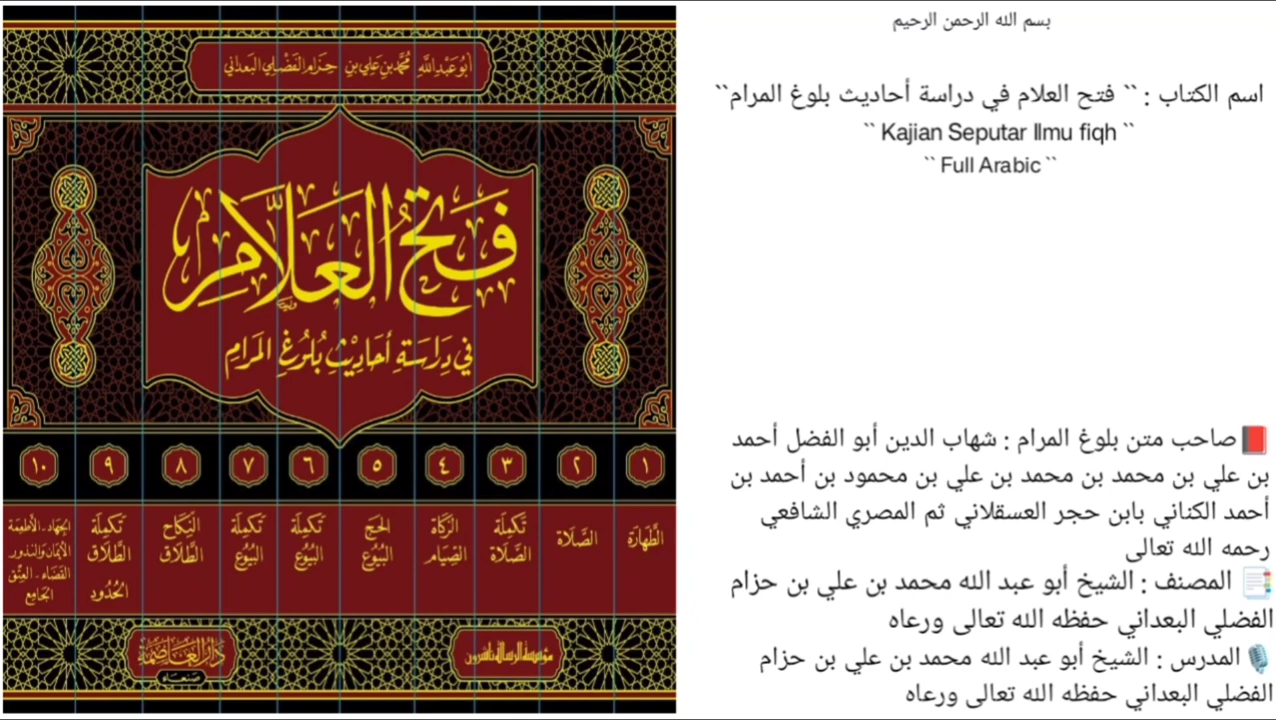 أبو عبد الله محمد بن علي بن حزام الفضلي البعداني
فتح العلام
في دراسة أحاديث بلوغ المرام
١ ٢ ٣ ٤ ٥ ٦ ٧ ٨ ٩ ١٠
الطهارة
الصلاة
تكملة
الصلاة
الزكاة
الصيام
الحج
البيوع
تكملة
البيوع
تكملة
البيوع
النكاح
الطلاق
تكملة
الطلاق
الحدود
الجهاد - الأطعمة
الأيمان والنذور
القضاء - العتق
الجامع
مؤسسة الرسالة ناشرون
دار العاصمة
صنعاء
بسم الله الرحمن الرحيم
اسم الكتاب : `` فتح العلام في دراسة أحاديث بلوغ المرام``
`` Kajian Seputar Ilmu fiqh ``
`` Full Arabic ``
📕صاحب متن بلوغ المرام : شهاب الدين أبو الفضل أحمد
بن علي بن محمد بن محمد بن علي بن محمود بن أحمد بن
أحمد الكناني بابن حجر العسقلاني ثم المصري الشافعي
رحمه الله تعالى
📑 المصنف : الشيخ أبو عبد الله محمد بن علي بن حزام
الفضلي البعداني حفظه الله تعالى ورعاه
🎙️المدرس : الشيخ أبو عبد الله محمد بن علي بن حزام
الفضلي البعداني حفظه الله تعالى ورعاه